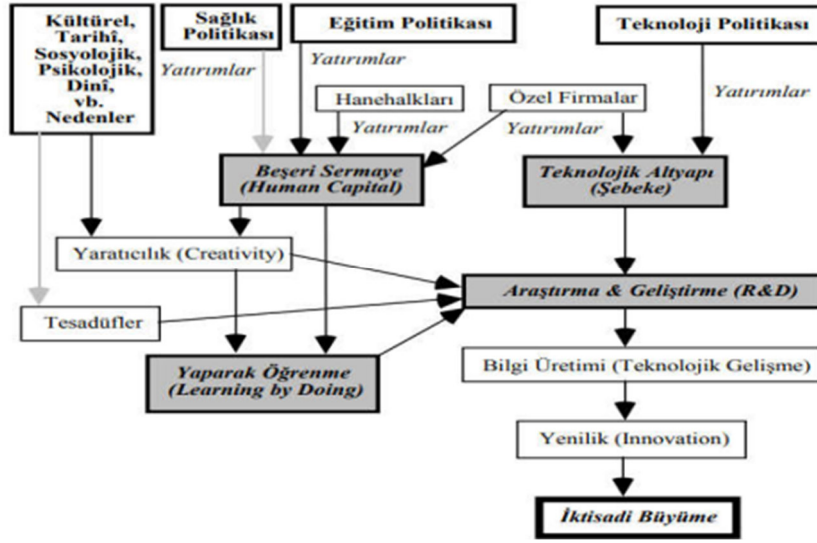 Kültürel,
Tarihî,
Sosyolojik,
Psikolojik,
Dinî,
vb.
Nedenler
Sağlık
Politikası
Eğitim Politikası
Teknoloji Politikası
Yatırımlar
Yatırımlar
Yatırımlar
Hanehalkları
Özel Firmalar
Yatırımlar
Yatırımlar
Beşeri Sermaye
(Human Capital)
Teknolojik Altyapı
(Şebeke)
Yaratıcılık (Creativity)
Tesadüfler
Araştırma & Geliştirme (R&D)
Yaparak Öğrenme
(Learning by Doing)
Bilgi Üretimi (Teknolojik Gelişme)
Yenilik (Innovation)
İktisadi Büyüme